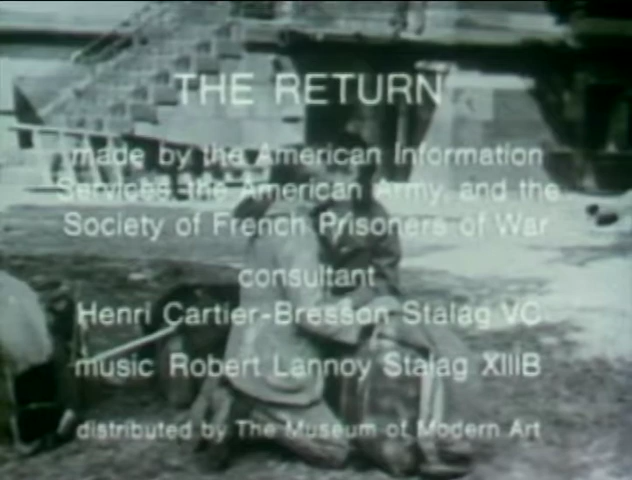 THE RETURN
made by the American Information
Services, the American Army, and the
Society of French Prisoners of War
consultant
Henri Cartier-Bresson Stalag VC
music Robert Lannoy Stalag XIIIB
distributed by The Museum of Modern Art